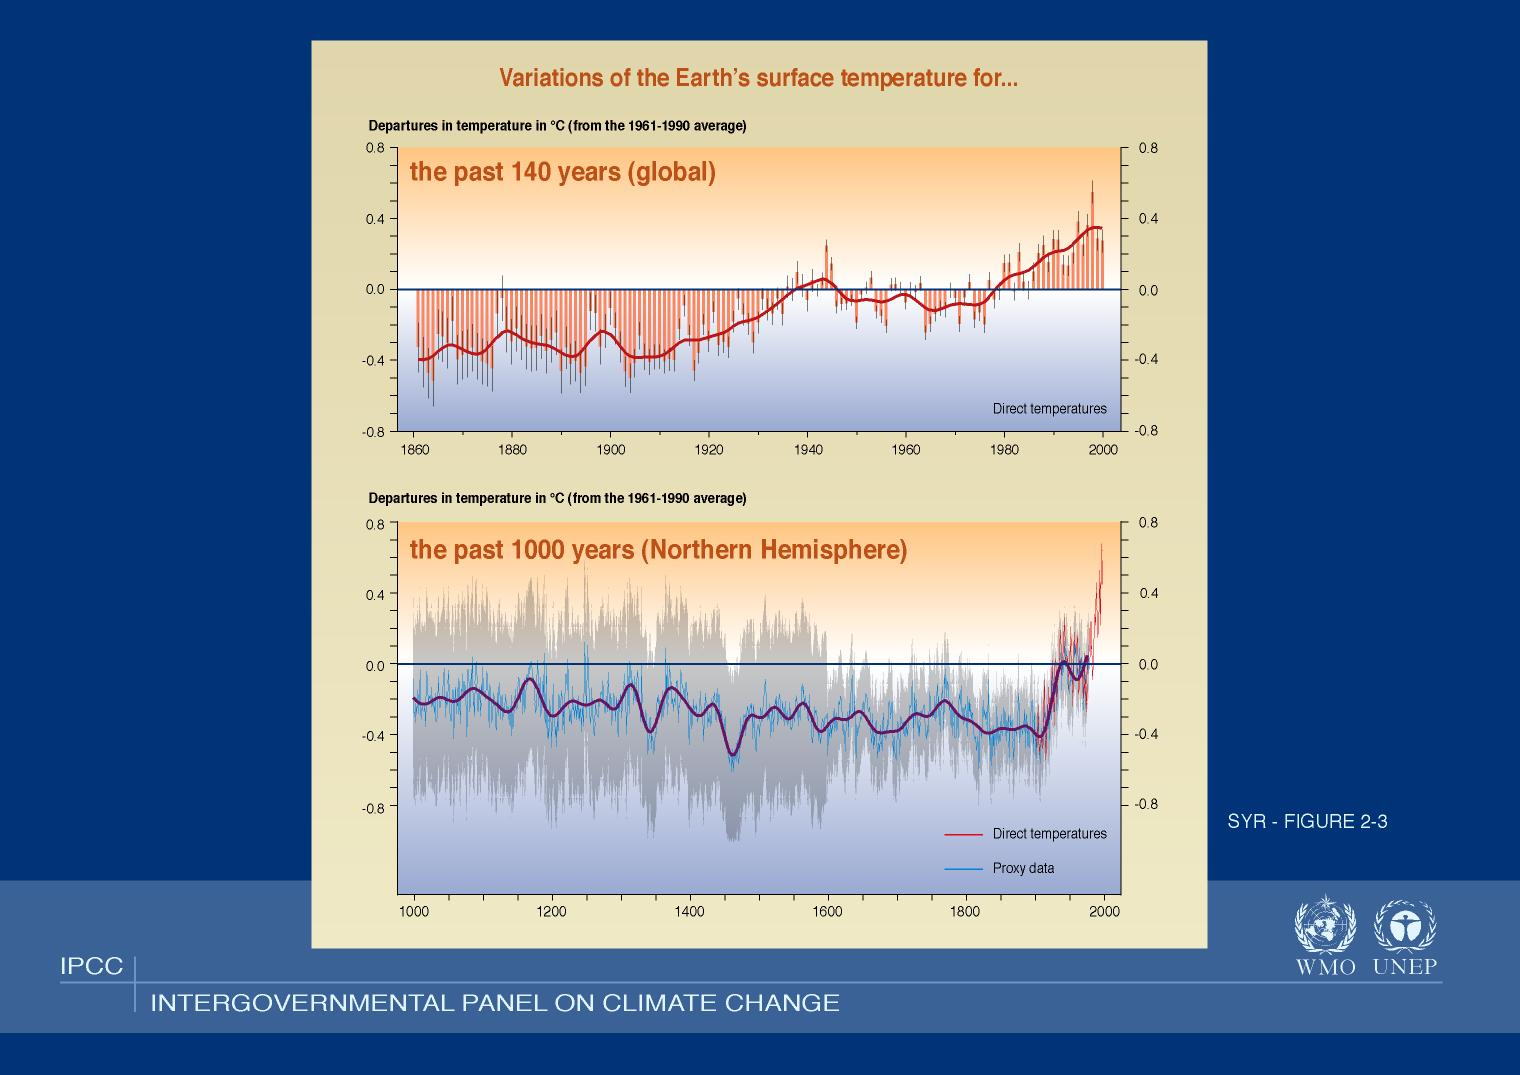 Variations of the Earth's surface temperature for...
Departures in temperature in °C (from the 1961-1990 average)
the past 140 years (global)
0.8
0.4
0.0
-0.4
-0.8
0.8
0.4
0.0
-0.4
-0.8
Direct temperatures
1860 1880 1900 1920 1940 1960 1980 2000
Departures in temperature in °C (from the 1961-1990 average)
the past 1000 years (Northern Hemisphere)
0.8
0.4
0.0
-0.4
-0.8
0.8
0.4
0.0
-0.4
-0.8
Direct temperatures
Proxy data
1000 1200 1400 1600 1800 2000
SYR - FIGURE 2-3
WMO UNEP
IPCC
INTERGOVERNMENTAL PANEL ON CLIMATE CHANGE